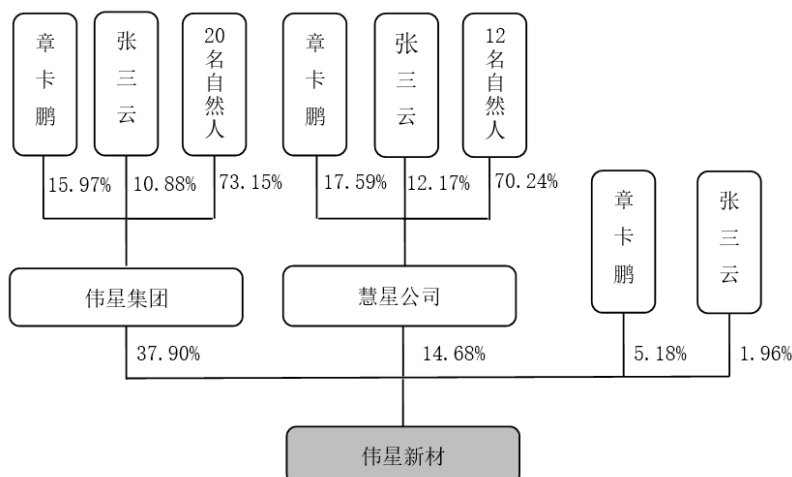 章卡鹏
张三云
20名自然人
章卡鹏
张三云
12名自然人
15.97%
10.88%
73.15%
17.59%
12.17%
70.24%
章卡鹏
张三云
伟星集团
慧星公司
37.90%
14.68%
5.18%
1.96%
伟星新材